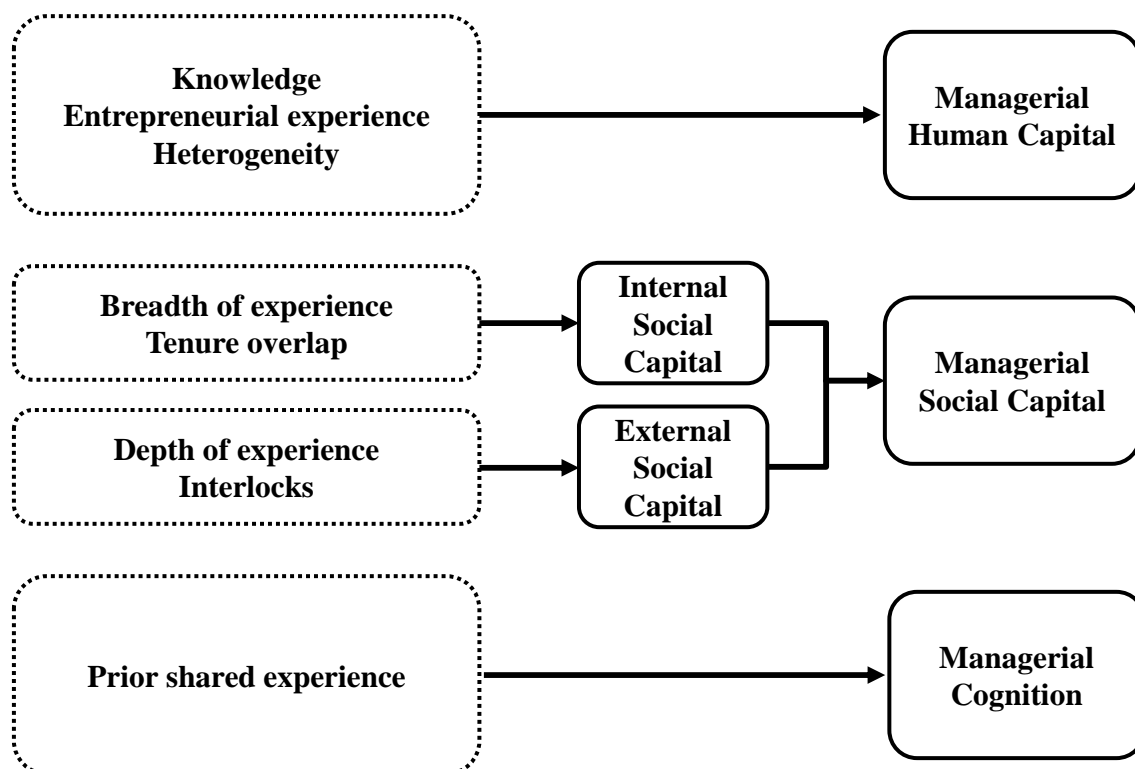 Knowledge
Entrepreneurial experience
Heterogeneity
Managerial
Human Capital
Breadth of experience
Tenure overlap
Internal
Social
Capital
Managerial
Social Capital
Depth of experience
Interlocks
External
Social
Capital
Prior shared experience
Managerial
Cognition